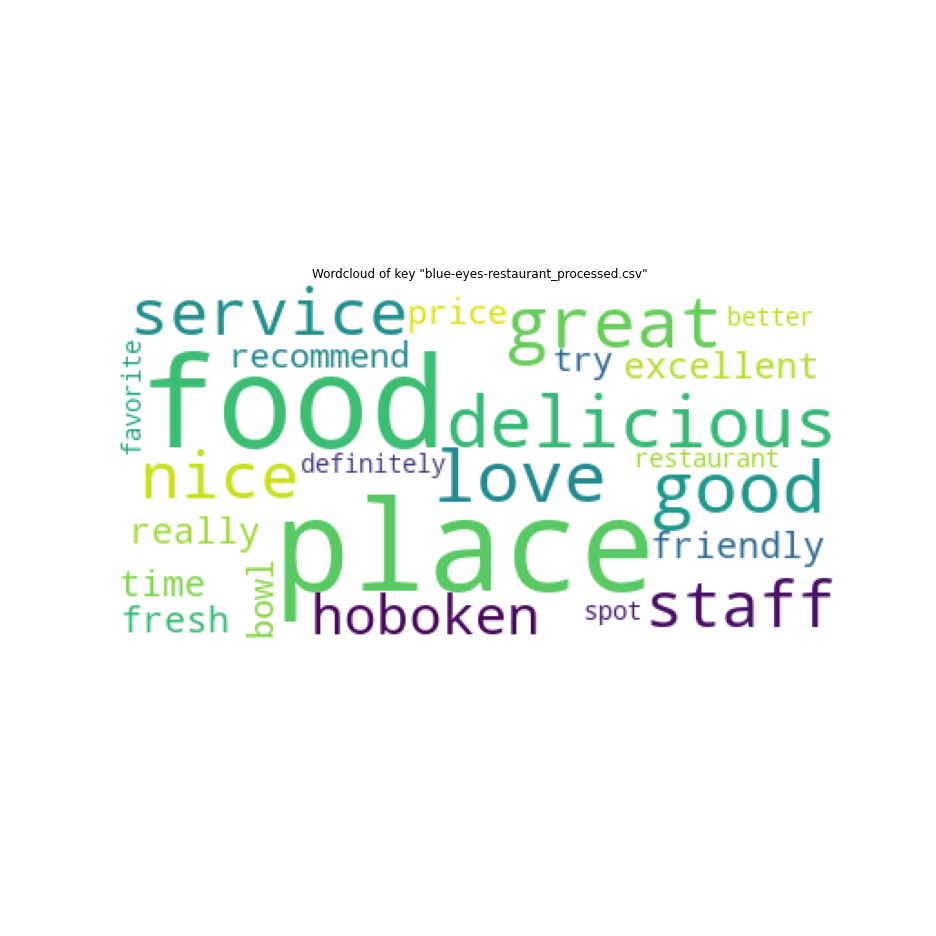 Wordcloud of key "blue-eyes-restaurant_processed.csv"
service
price
great
better
recommend
try
excellent
favorite
food
delicious
nice
definitely
love
restaurant
good
really
place
friendly
time
bowl
fresh
hoboken
spot
staff